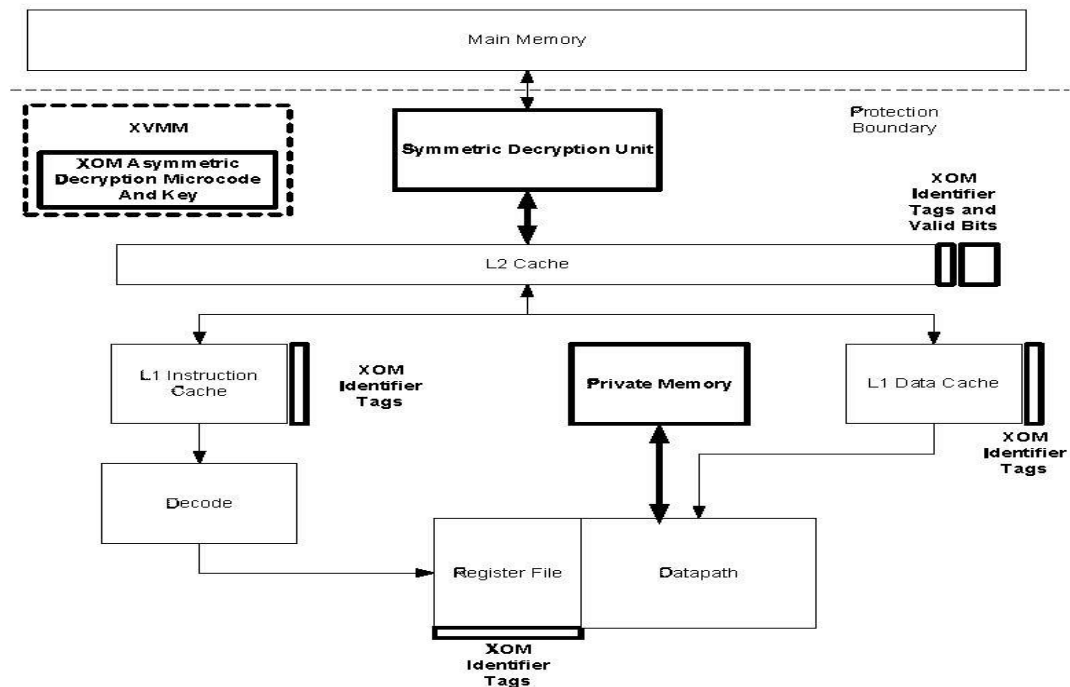 Main Memory
XVMM
XOM Asymmetric
Decryption Microcode
And Key
Symmetric Decryption Unit
Protection
Boundary
XOM
Identifier
Tags and
Valid Bits
L2 Cache
L1 Instruction
Cache
XOM
Identifier
Tags
Private Memory
L1 Data Cache
XOM
Identifier
Tags
Decode
Register File
Datapath
XOM
Identifier
Tags